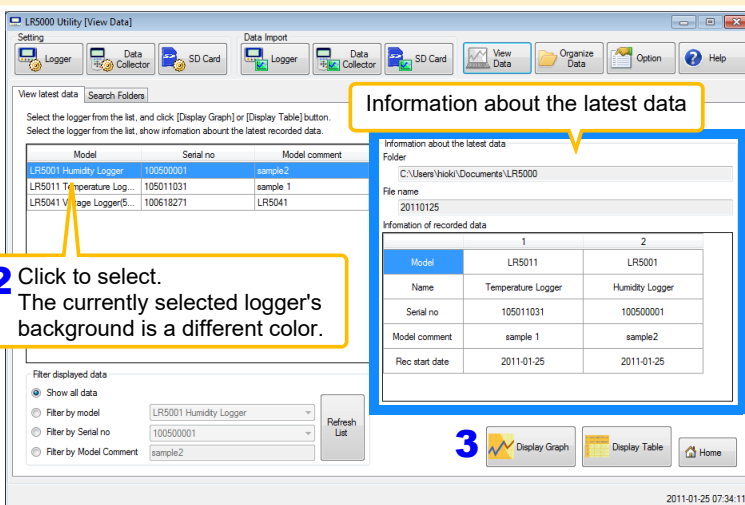 LR5000 Utility [View Data]
Setting
Data Import
Logger
Data Collector
SD Card
Logger
Data Collector
SD Card
View Data
Organize Data
Option
Help
View latest data
Search Folders
Information about the latest data
Select the logger from the list, and click [Display Graph] or [Display Table] button.
Select the logger from the list, show infomation abount the latest recorded data.
Model Serial no Model comment
LR5001 Humidity Logger 100500001 sample2
LR5011 Temperature Log... 105011031 sample 1
LR5041 Voltage Logger(5... 100618271 LR5041
Information about the latest data
Folder
C:\Users\hioki\Documents\LR5000
File name
20110125
Infomation of recorded data
1 2
Model LR5011 LR5001
Name Temperature Logger Humidity Logger
Serial no 105011031 100500001
Model comment sample 1 sample2
Rec start date 2011-01-25 2011-01-25
2 Click to select.
The currently selected logger's
background is a different color.
Filter displayed data
Show all data
Filter by model LR5001 Humidity Logger
Filter by Serial no 100500001
Filter by Model Comment sample2
Refresh List
3
Display Graph
Display Table
Home
2011-01-25 07:34:11